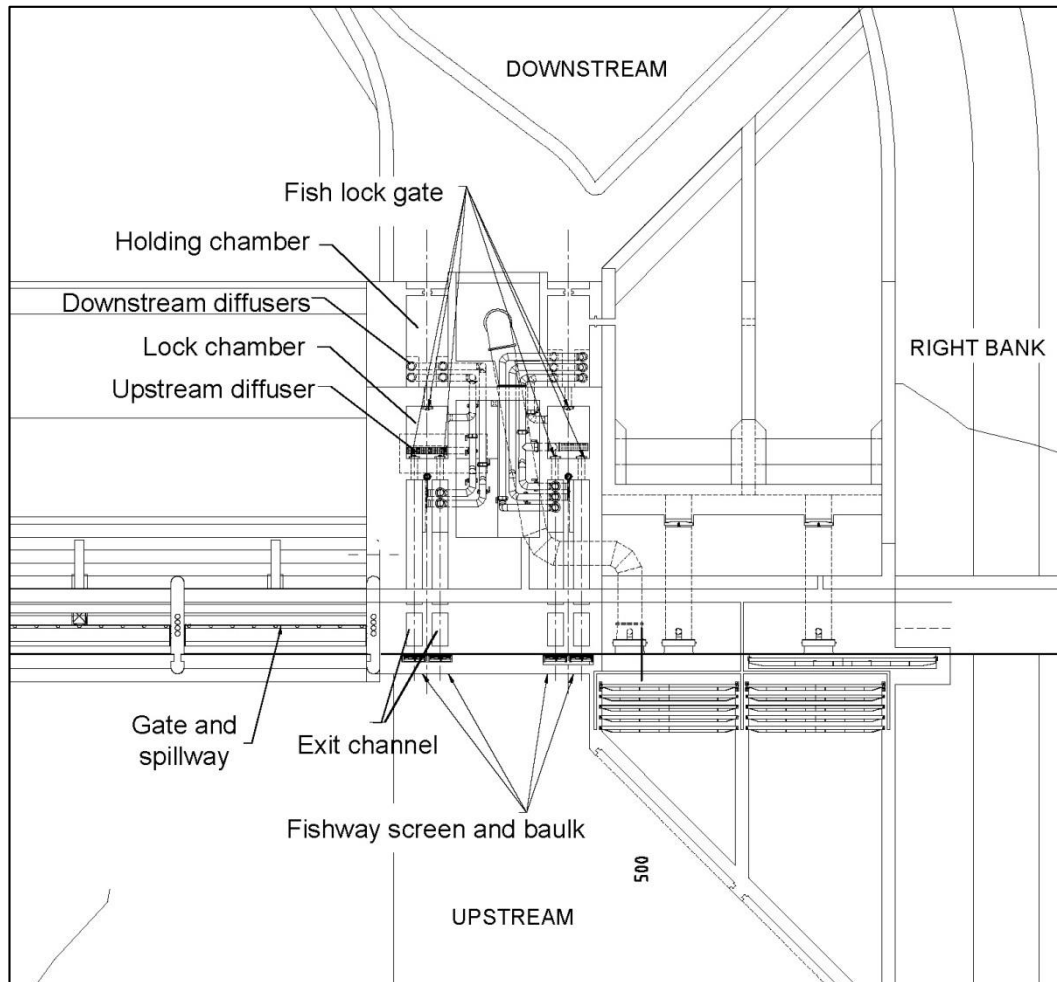 DOWNSTREAM
Fish lock gate
Holding chamber
Downstream diffusers
Lock chamber
Upstream diffuser
RIGHT BANK
Gate and
spillway
Exit channel
Fishway screen and baulk
500
UPSTREAM